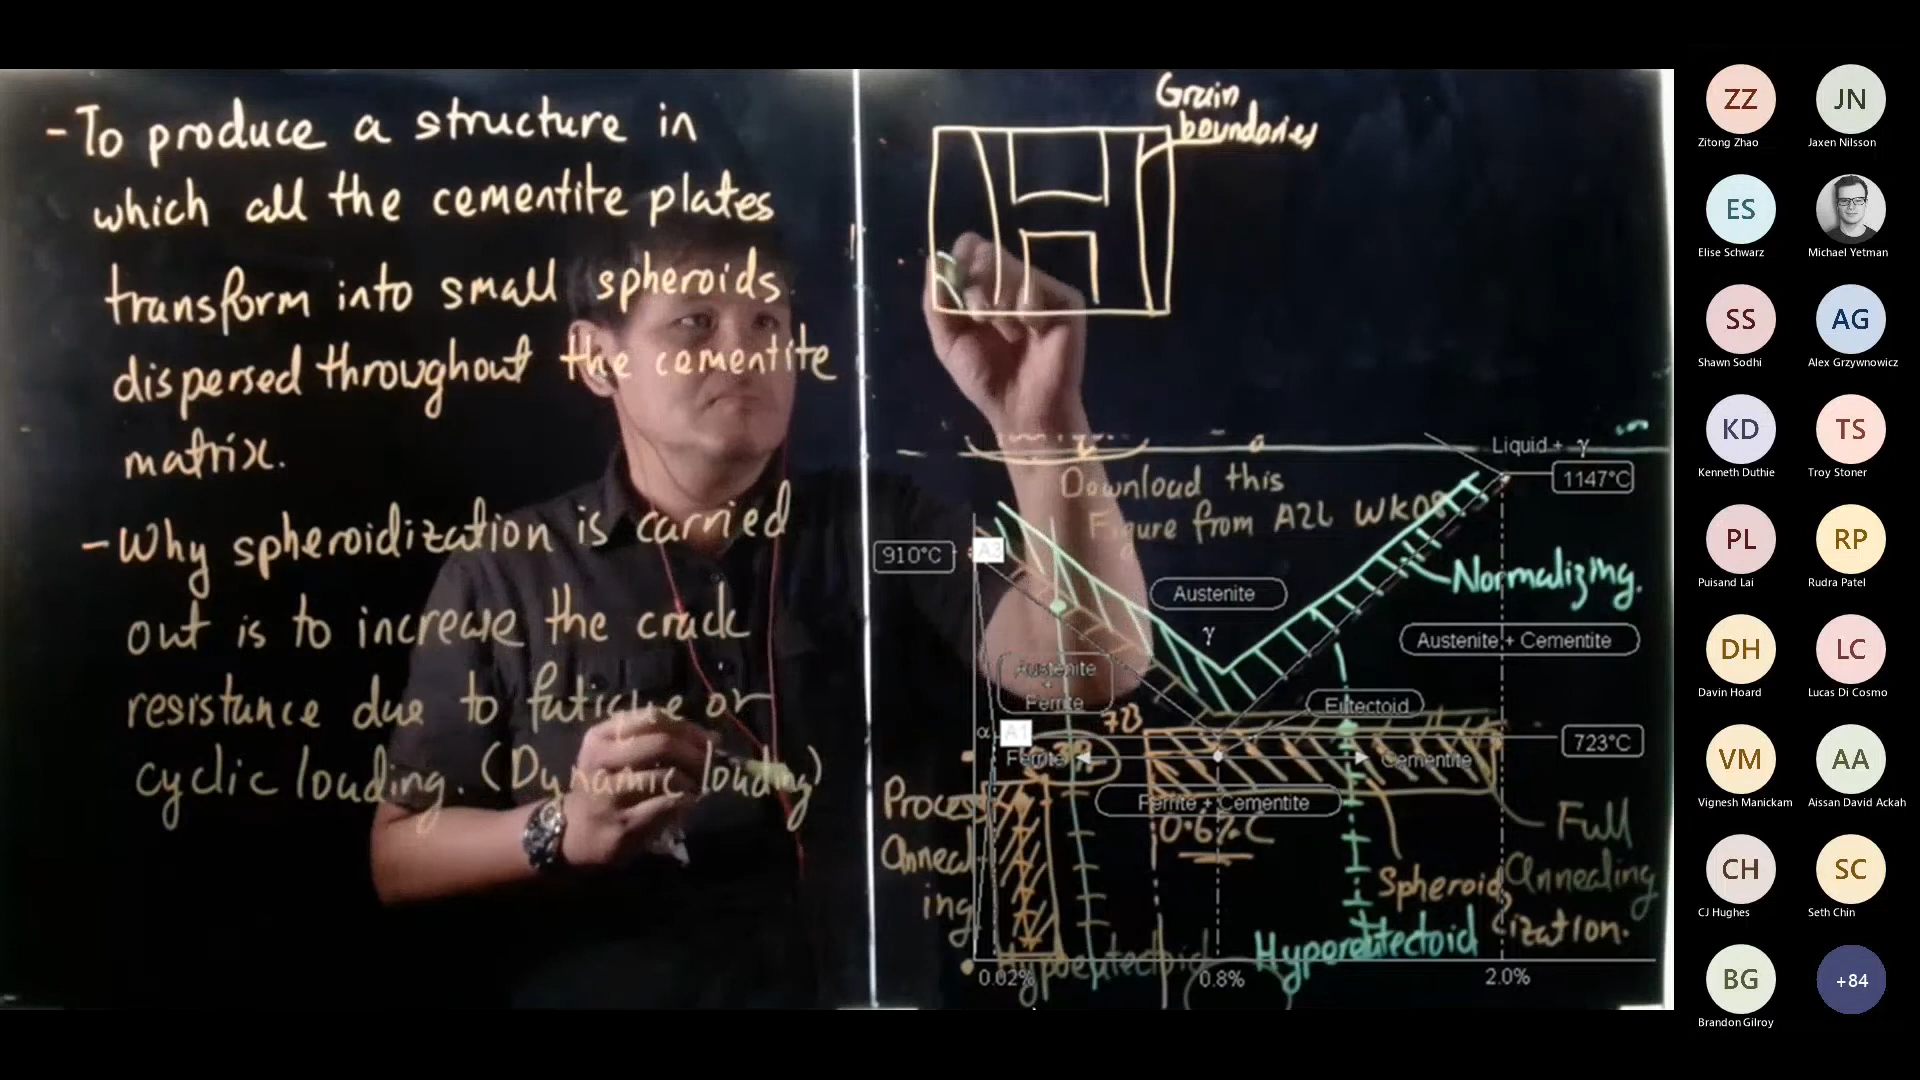 - To produce a structure in
which all the cementite plates
transform into small spheroids
dispersed throughout the cementite
matrix.
- Why spheroidization is carried
out is to increase the crack
resistance due to fatigue or
cyclic loading. (Dynamic loading)
Grain
boundaries
Download this
Figure from A2L WK08
Liquid + γ
1147°C
910°C
A3
Austenite
γ
Normalizing.
Austenite + Cementite
Austenite
+
Ferrite
Eutectoid
723
α
A1
723°C
Ferrite
Cementite
Ferrite + Cementite
Process
Anneal
ing
0.6% C
Full
Annealing
Spheroid
ization.
Hypereutectoid
Hypoeutectoid
0.02%
0.8%
2.0%
ZZ
Zitong Zhao
JN
Jaxen Nilsson
ES
Elise Schwarz
Michael Yetman
SS
Shawn Sodhi
AG
Alex Grzywnowicz
KD
Kenneth Duthie
TS
Troy Stoner
PL
Puisand Lai
RP
Rudra Patel
DH
Davin Hoard
LC
Lucas Di Cosmo
VM
Vignesh Manickam
AA
Aissan David Ackah
CH
CJ Hughes
SC
Seth Chin
BG
Brandon Gilroy
+84